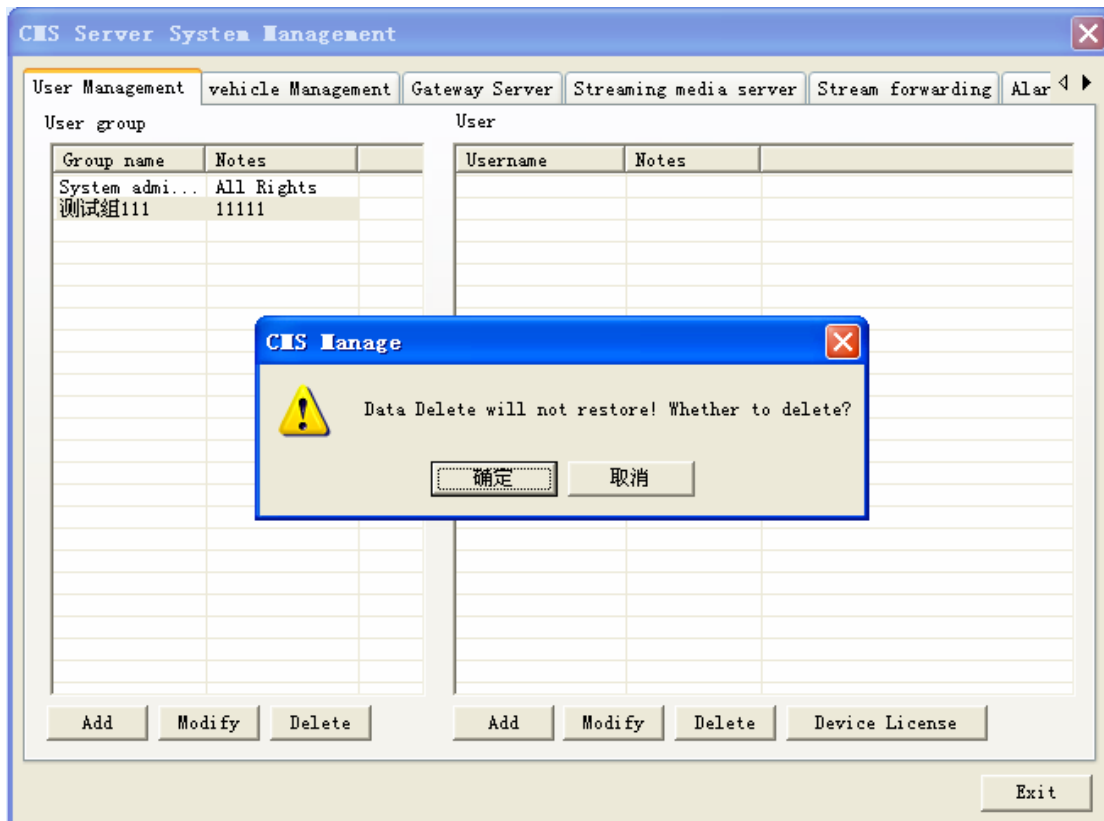 CMS Server System Management
User Management vehicle Management Gateway Server Streaming media server Stream forwarding Alar
User group
User
Group name Notes
Username Notes
System admi... All Rights
测试组111 11111
CMS Manage
Data Delete will not restore! Whether to delete?
确定 取消
Add Modify Delete
Add Modify Delete Device License
Exit